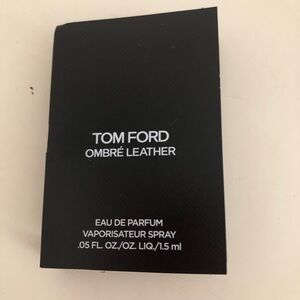 TOM FORD
OMBRÉ LEATHER
EAU DE PARFUM
VAPORISATEUR SPRAY
.05 FL. OZ./OZ. LIQ./1.5 ml